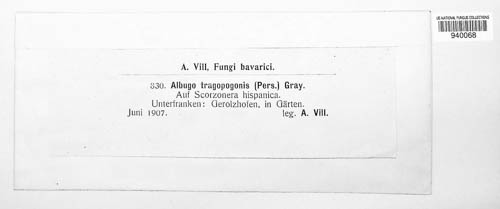 US NATIONAL FUNGUS COLLECTIONS
940068
A. Vill, Fungi bavarici.
830. Albugo tragopogonis (Pers.) Gray.
Auf Scorzonera hispanica.
Unterfranken: Gerolzhofen, in Gärten.
Juni 1907. leg. A. Vill.